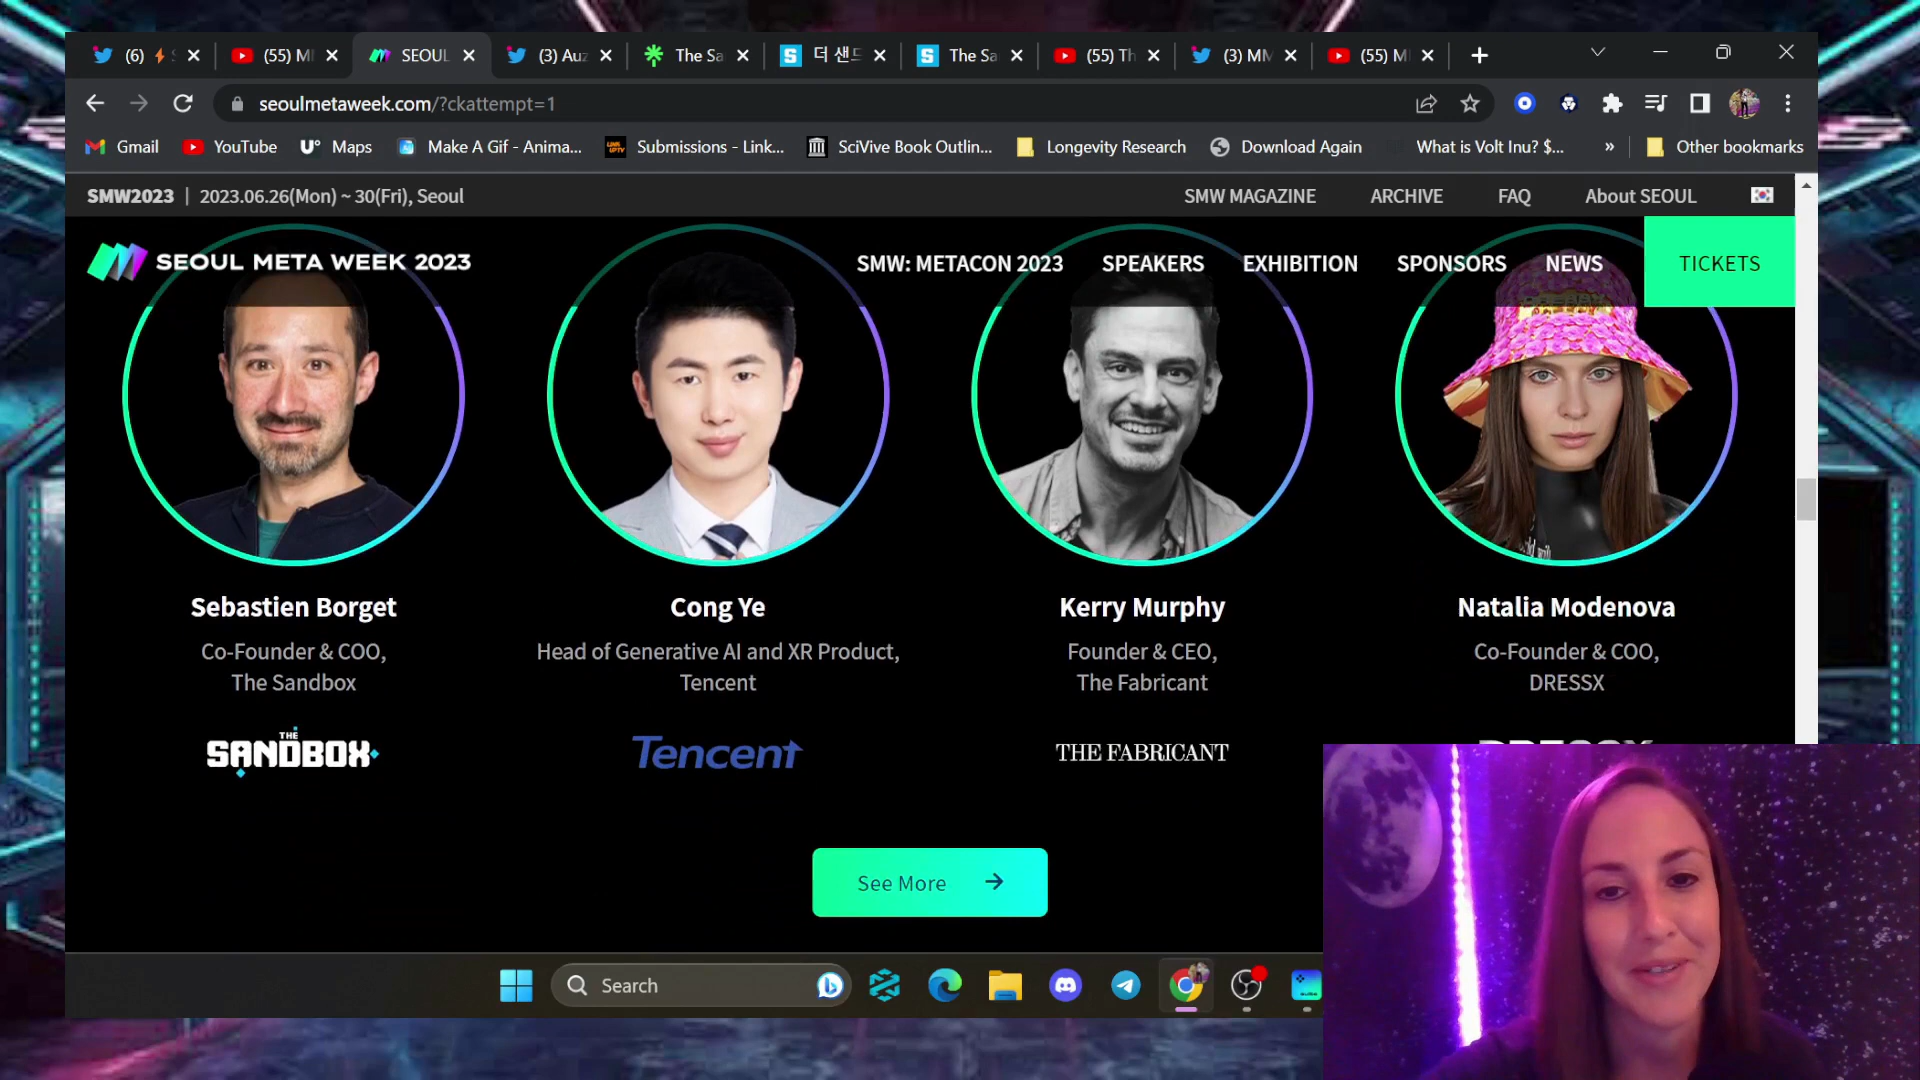 (6)
(55) M
SEOUL
(3) Auz
The Sa
더 샌드
The Sa
(55) Th
(3) MM
(55) M
seoulmetaweek.com/?ckattempt=1
Gmail
YouTube
Maps
Make A Gif - Anima...
Submissions - Link...
SciVive Book Outlin...
Longevity Research
Download Again
What is Volt Inu? $...
»
Other bookmarks
SMW2023 | 2023.06.26(Mon) ~ 30(Fri), Seoul
SMW MAGAZINE
ARCHIVE
FAQ
About SEOUL
SEOUL META WEEK 2023
SMW: METACON 2023
SPEAKERS
EXHIBITION
SPONSORS
NEWS
TICKETS
Sebastien Borget
Co-Founder & COO,
The Sandbox
THE
SANDBOX
Cong Ye
Head of Generative AI and XR Product,
Tencent
Tencent
Kerry Murphy
Founder & CEO,
The Fabricant
THE FABRICANT
Natalia Modenova
Co-Founder & COO,
DRESSX
DRESSX
See More
Search